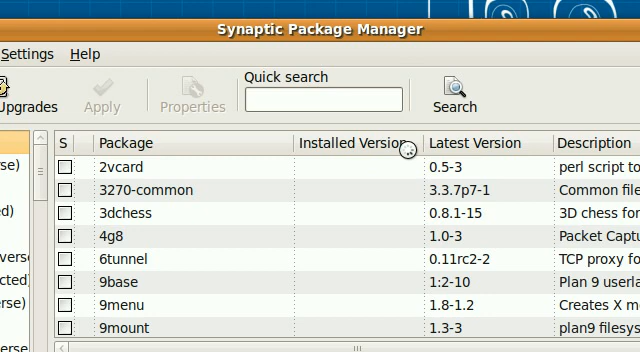 Synaptic Package Manager
Settings Help
Quick search
Upgrades Apply Properties Search
S Package Installed Version Latest Version Description
2vcard 0.5-3 perl script to
3270-common 3.3.7p7-1 Common file
3dchess 0.8.1-15 3D chess for
4g8 1.0-3 Packet Captu
6tunnel 0.11rc2-2 TCP proxy fo
9base 1:2-10 Plan 9 userla
9menu 1.8-1.2 Creates X m
9mount 1.3-3 plan9 filesys